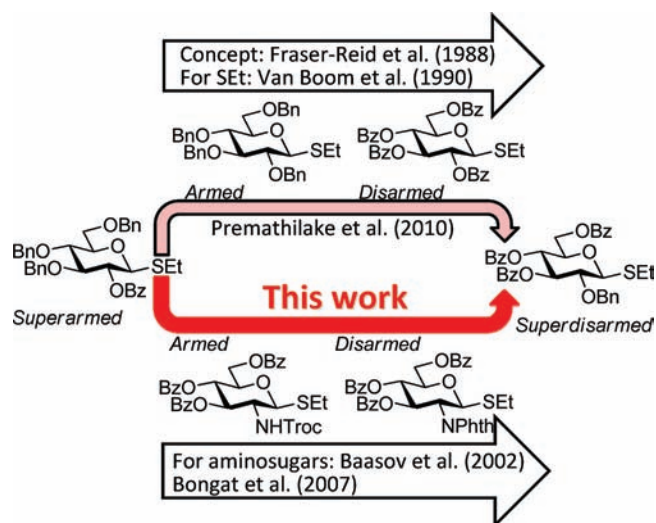 Concept: Fraser-Reid et al. (1988)
For SEt: Van Boom et al. (1990)
OBn
BnO
BnO
SEt
OBn
Armed
OBz
BzO
BzO
SEt
OBz
Disarmed
Premathilake et al. (2010)
OBn
BnO
BnO
SEt
OBz
Superarmed
This work
OBz
BzO
BzO
SEt
OBn
Superdisarmed
Armed
Disarmed
OBz
BzO
BzO
SEt
NHTroc
OBz
BzO
BzO
SEt
NPhth
For aminosugars: Baasov et al. (2002)
Bongat et al. (2007)